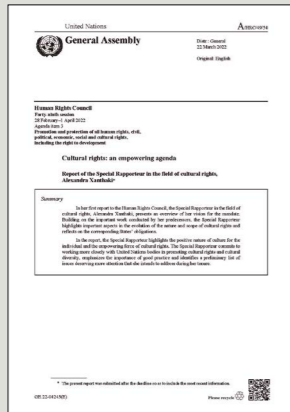 United Nations
A/HRC/49/54
General Assembly
Distr.: General
22 March 2022
Original: English
Human Rights Council
Forty-ninth session
28 February–1 April 2022
Agenda item 3
Promotion and protection of all human rights, civil,
political, economic, social and cultural rights,
including the right to development
Cultural rights: an empowering agenda
Report of the Special Rapporteur in the field of cultural rights,
Alexandra Xanthaki*
Summary
In her first report to the Human Rights Council, the Special Rapporteur in the field of
cultural rights, Alexandra Xanthaki, presents an overview of her vision for the mandate.
Building on the important work conducted by her predecessors, the Special Rapporteur
highlights important aspects in the evolution of the nature and scope of cultural rights and
reflects on the corresponding States' obligations.
In the report, the Special Rapporteur highlights the positive nature of culture for the
individual and the empowering force of cultural rights. The Special Rapporteur commits to
working more closely with United Nations bodies in promoting cultural rights and cultural
diversity, emphasizes the importance of good practice and identifies a preliminary list of
issues deserving more attention that she intends to address during her tenure.
* The present report was submitted after the deadline so as to include the most recent information.
GE.22-04245(E)
Please recycle